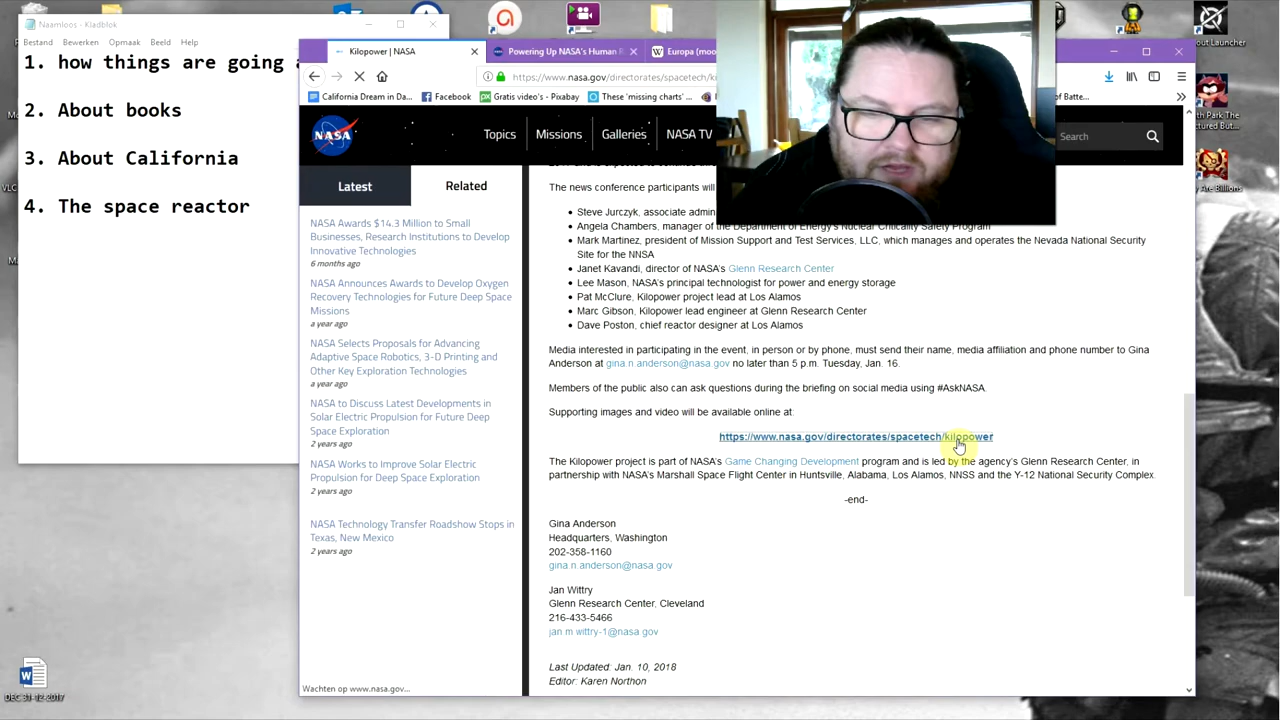 Naamloos - Kladblok
Bestand Bewerken Opmaak Beeld Help
1. how things are going
2. About books
3. About California
4. The space reactor
Kilopower | NASA
Powering Up NASA's Human R
Europa (moo
https://www.nasa.gov/directorates/spacetech/ki
California Dream in Da...
Facebook
Gratis video's - Pixabay
These 'missing charts' ...
of Batte...
out Launcher
NASA
Topics Missions Galleries NASA TV
Search
Latest Related
NASA Awards $14.3 Million to Small
Businesses, Research Institutions to Develop
Innovative Technologies
6 months ago
NASA Announces Awards to Develop Oxygen
Recovery Technologies for Future Deep Space
Missions
a year ago
NASA Selects Proposals for Advancing
Adaptive Space Robotics, 3-D Printing and
Other Key Exploration Technologies
a year ago
NASA to Discuss Latest Developments in
Solar Electric Propulsion for Future Deep
Space Exploration
2 years ago
NASA Works to Improve Solar Electric
Propulsion for Deep Space Exploration
2 years ago
NASA Technology Transfer Roadshow Stops in
Texas, New Mexico
2 years ago
The news conference participants will
Steve Jurczyk, associate admin
Angela Chambers, manager of the Department of Energy's Nuclear Criticality Safety Program
Mark Martinez, president of Mission Support and Test Services, LLC, which manages and operates the Nevada National Security
Site for the NNSA
Janet Kavandi, director of NASA's Glenn Research Center
Lee Mason, NASA's principal technologist for power and energy storage
Pat McClure, Kilopower project lead at Los Alamos
Marc Gibson, Kilopower lead engineer at Glenn Research Center
Dave Poston, chief reactor designer at Los Alamos
Media interested in participating in the event, in person or by phone, must send their name, media affiliation and phone number to Gina
Anderson at gina.n.anderson@nasa.gov no later than 5 p.m. Tuesday, Jan. 16.
Members of the public also can ask questions during the briefing on social media using #AskNASA.
Supporting images and video will be available online at:
https://www.nasa.gov/directorates/spacetech/kilopower
The Kilopower project is part of NASA's Game Changing Development program and is led by the agency's Glenn Research Center, in
partnership with NASA's Marshall Space Flight Center in Huntsville, Alabama, Los Alamos, NNSS and the Y-12 National Security Complex.
-end-
Gina Anderson
Headquarters, Washington
202-358-1160
gina.n.anderson@nasa.gov
Jan Wittry
Glenn Research Center, Cleveland
216-433-5466
jan.m.wittry-1@nasa.gov
Last Updated: Jan. 10, 2018
Editor: Karen Northon
Wachten op www.nasa.gov...
th Park The
ctured But...
y Are Billions
DEC 31-12-2017